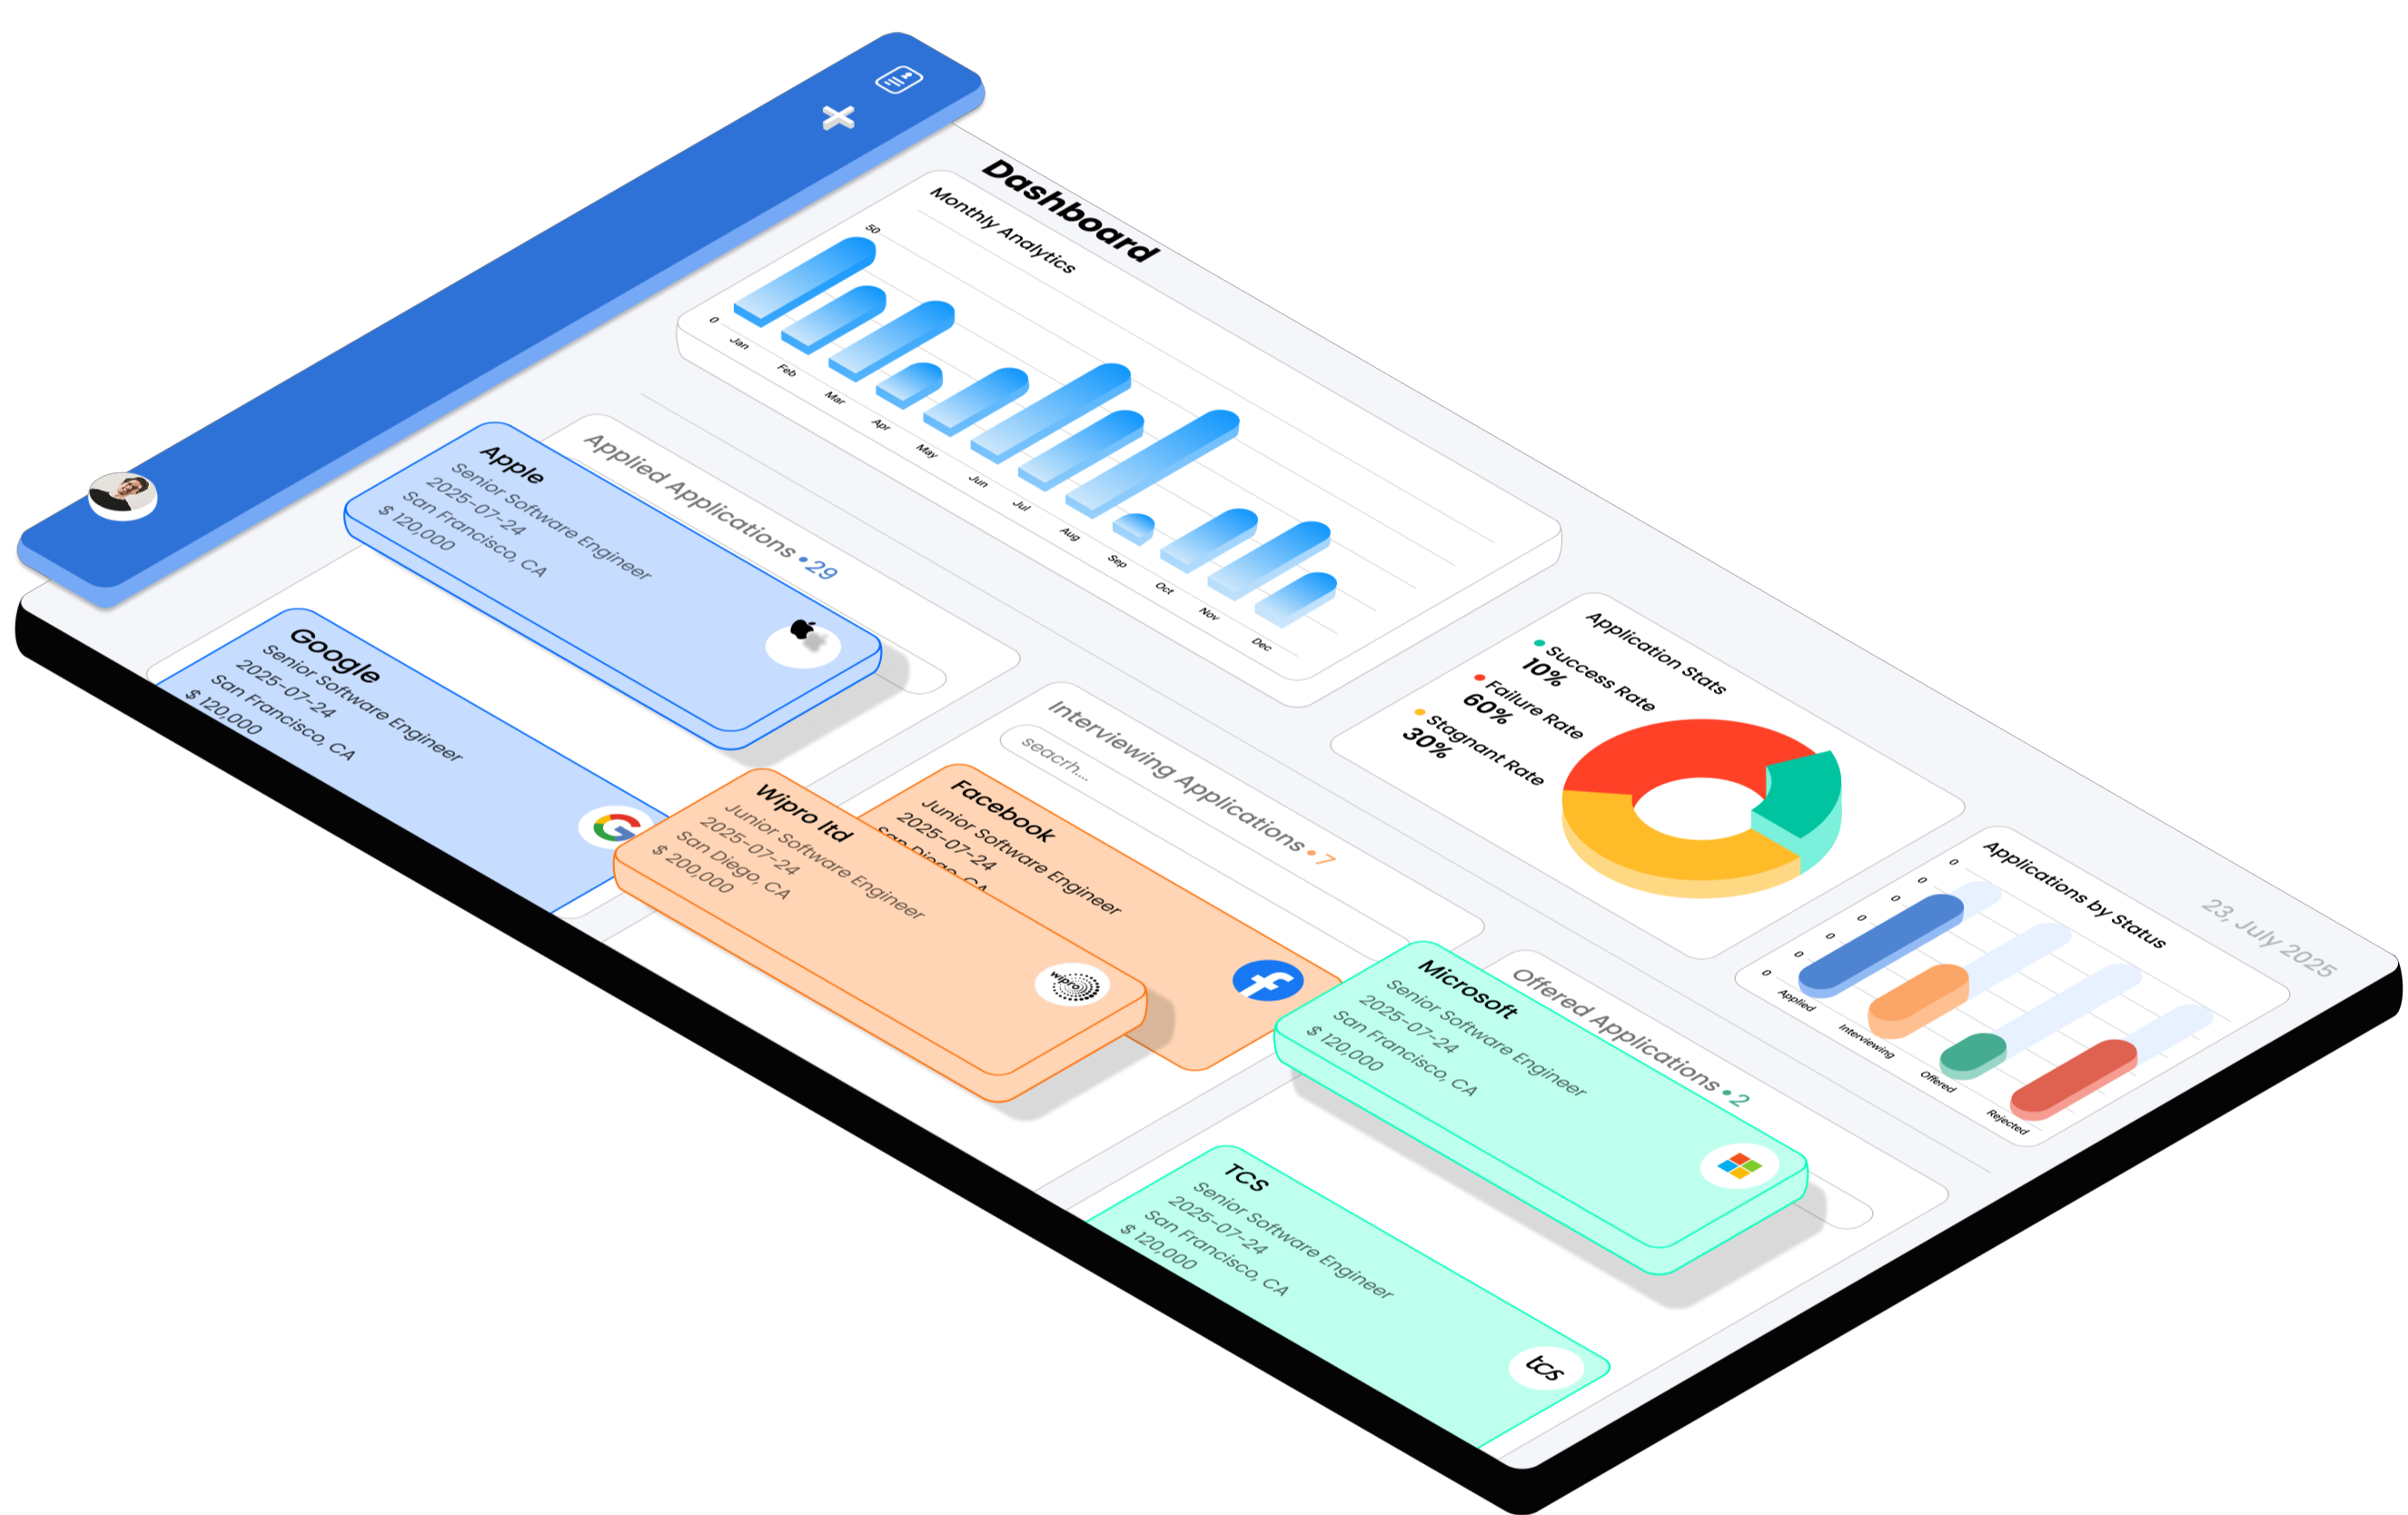 Dashboard
23, July 2025
Monthly Analytics
50
0
Jan
Feb
Mar
Apr
May
Jun
Jul
Aug
Sep
Oct
Nov
Dec
Application Stats
Success Rate
10%
Failure Rate
60%
Stagnant Rate
30%
Applications by Status
0
0
0
0
0
0
0
Applied
Interviewing
Offered
Rejected
Applied Applications • 29
Apple
Senior Software Engineer
2025-07-24
San Francisco, CA
$ 120,000
Google
Senior Software Engineer
2025-07-24
San Francisco, CA
$ 120,000
Interviewing Applications • 7
seacrh....
Facebook
Junior Software Engineer
2025-07-24
San Diego, CA
Wipro ltd
Junior Software Engineer
2025-07-24
San Diego, CA
$ 200,000
wipro
Offered Applications • 2
Microsoft
Senior Software Engineer
2025-07-24
San Francisco, CA
$ 120,000
TCS
Senior Software Engineer
2025-07-24
San Francisco, CA
$ 120,000
tcs